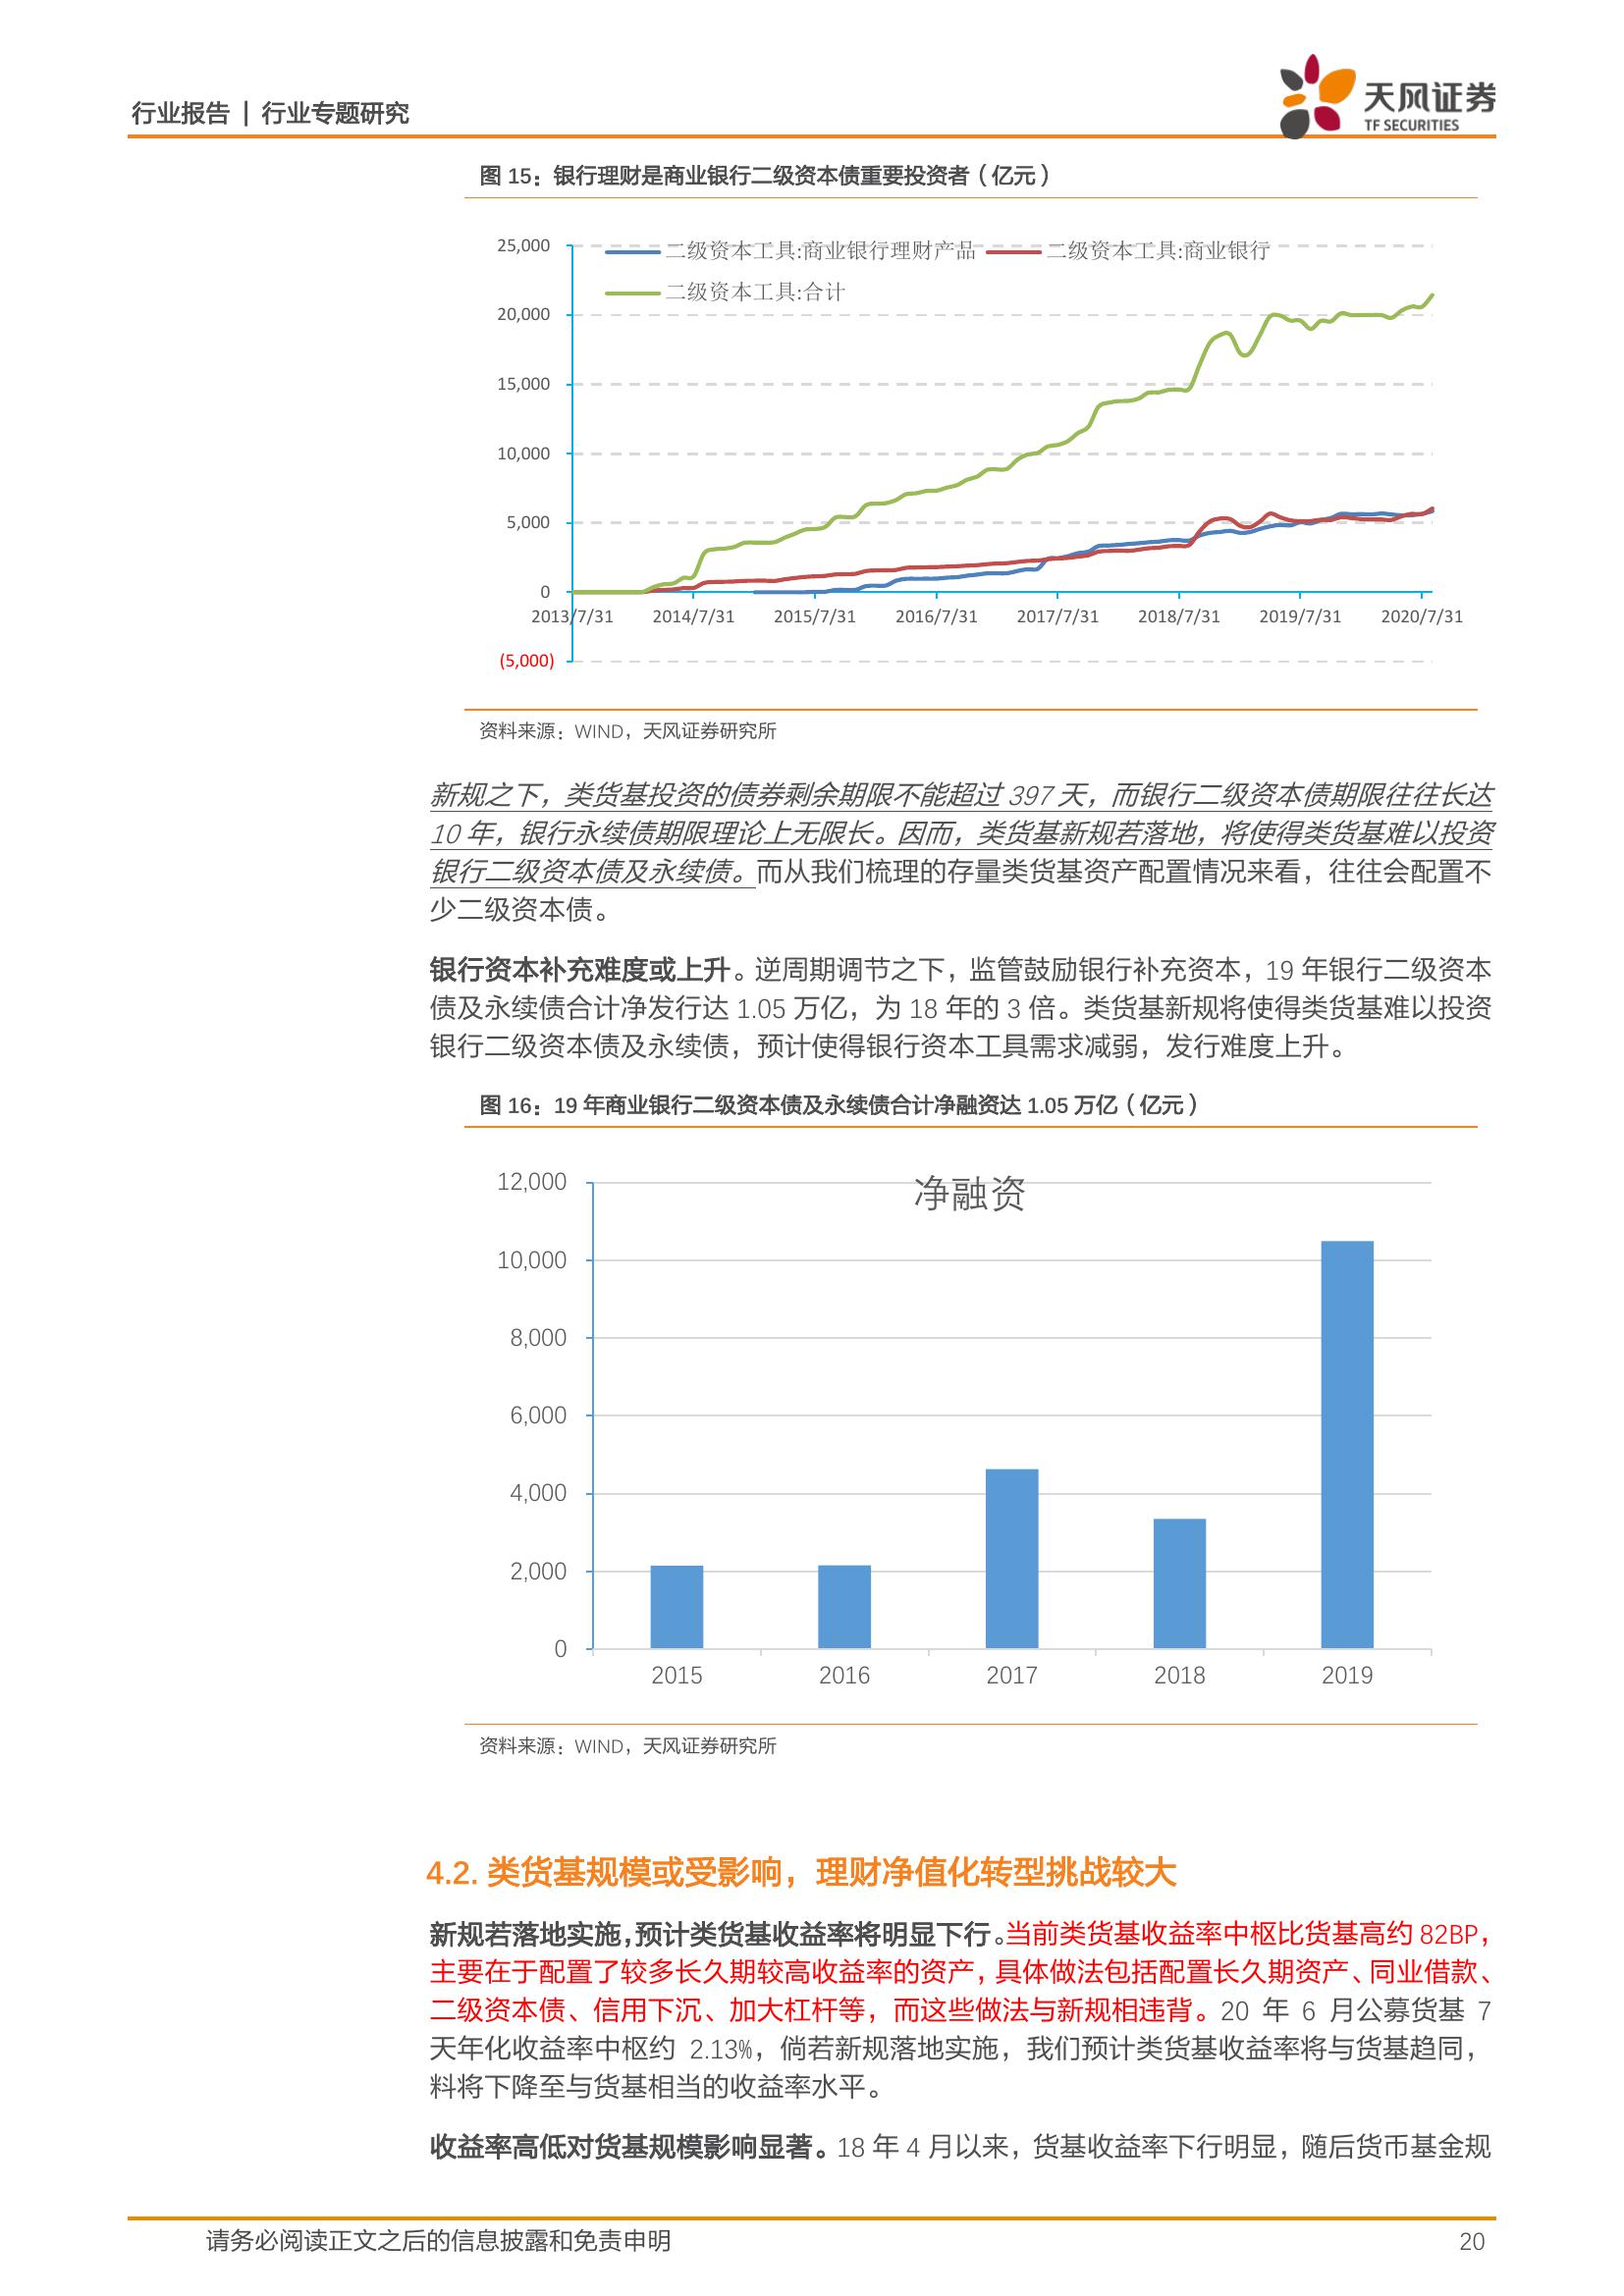 行业报告 | 行业专题研究
天风证券
TF SECURITIES
图 15：银行理财是商业银行二级资本债重要投资者（亿元）
25,000
二级资本工具:商业银行理财产品
二级资本工具:商业银行
二级资本工具:合计
20,000
15,000
10,000
5,000
0
2013/7/31 2014/7/31 2015/7/31 2016/7/31 2017/7/31 2018/7/31 2019/7/31 2020/7/31
(5,000)
资料来源：WIND，天风证券研究所
新规之下，类货基投资的债券剩余期限不能超过 397 天，而银行二级资本债期限往往长达
10 年，银行永续债期限理论上无限长。因而，类货基新规若落地，将使得类货基难以投资
银行二级资本债及永续债。而从我们梳理的存量类货基资产配置情况来看，往往会配置不
少二级资本债。
银行资本补充难度或上升。逆周期调节之下，监管鼓励银行补充资本，19 年银行二级资本
债及永续债合计净发行达 1.05 万亿，为 18 年的 3 倍。类货基新规将使得类货基难以投资
银行二级资本债及永续债，预计使得银行资本工具需求减弱，发行难度上升。
图 16：19 年商业银行二级资本债及永续债合计净融资达 1.05 万亿（亿元）
净融资
12,000
10,000
8,000
6,000
4,000
2,000
0
2015 2016 2017 2018 2019
资料来源：WIND，天风证券研究所
4.2. 类货基规模或受影响，理财净值化转型挑战较大
新规若落地实施，预计类货基收益率将明显下行。当前类货基收益率中枢比货基高约 82BP，
主要在于配置了较多长久期较高收益率的资产，具体做法包括配置长久期资产、同业借款、
二级资本债、信用下沉、加大杠杆等，而这些做法与新规相违背。20 年 6 月公募货基 7
天年化收益率中枢约 2.13%，倘若新规落地实施，我们预计类货基收益率将与货基趋同，
料将下降至与货基相当的收益率水平。
收益率高低对货基规模影响显著。18 年 4 月以来，货基收益率下行明显，随后货币基金规
请务必阅读正文之后的信息披露和免责申明
20